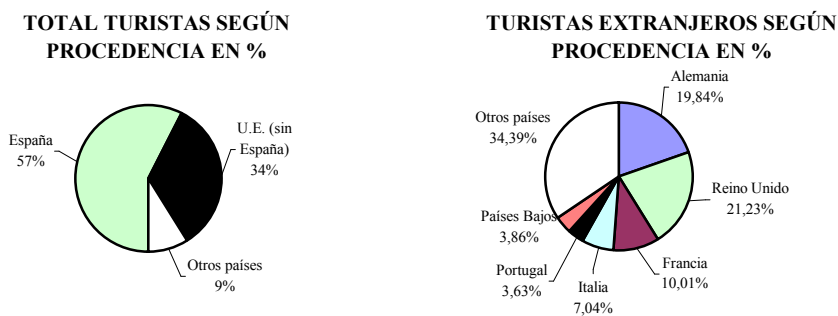 TOTAL TURISTAS SEGÚN
PROCEDENCIA EN %
España
57%
U.E. (sin
España)
34%
Otros países
9%
TURISTAS EXTRANJEROS SEGÚN
PROCEDENCIA EN %
Alemania
19,84%
Otros países
34,39%
Reino Unido
21,23%
Países Bajos
3,86%
Portugal
3,63%
Italia
7,04%
Francia
10,01%